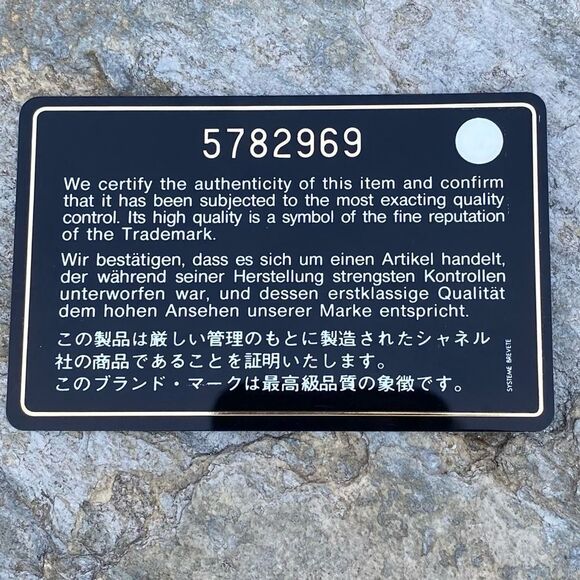 5782969
We certify the authenticity of this item and confirm
that it has been subjected to the most exacting quality
control. Its high quality is a symbol of the fine reputation
of the Trademark.
Wir bestätigen, dass es sich um einen Artikel handelt,
der während seiner Herstellung strengsten Kontrollen
unterworfen war, und dessen erstklassige Qualität
dem hohen Ansehen unserer Marke entspricht.
この製品は厳しい管理のもとに製造されたシャネル
社の商品であることを証明いたします。
このブランド・マークは最高級品質の象徴です。
SYSTEME BREVETE